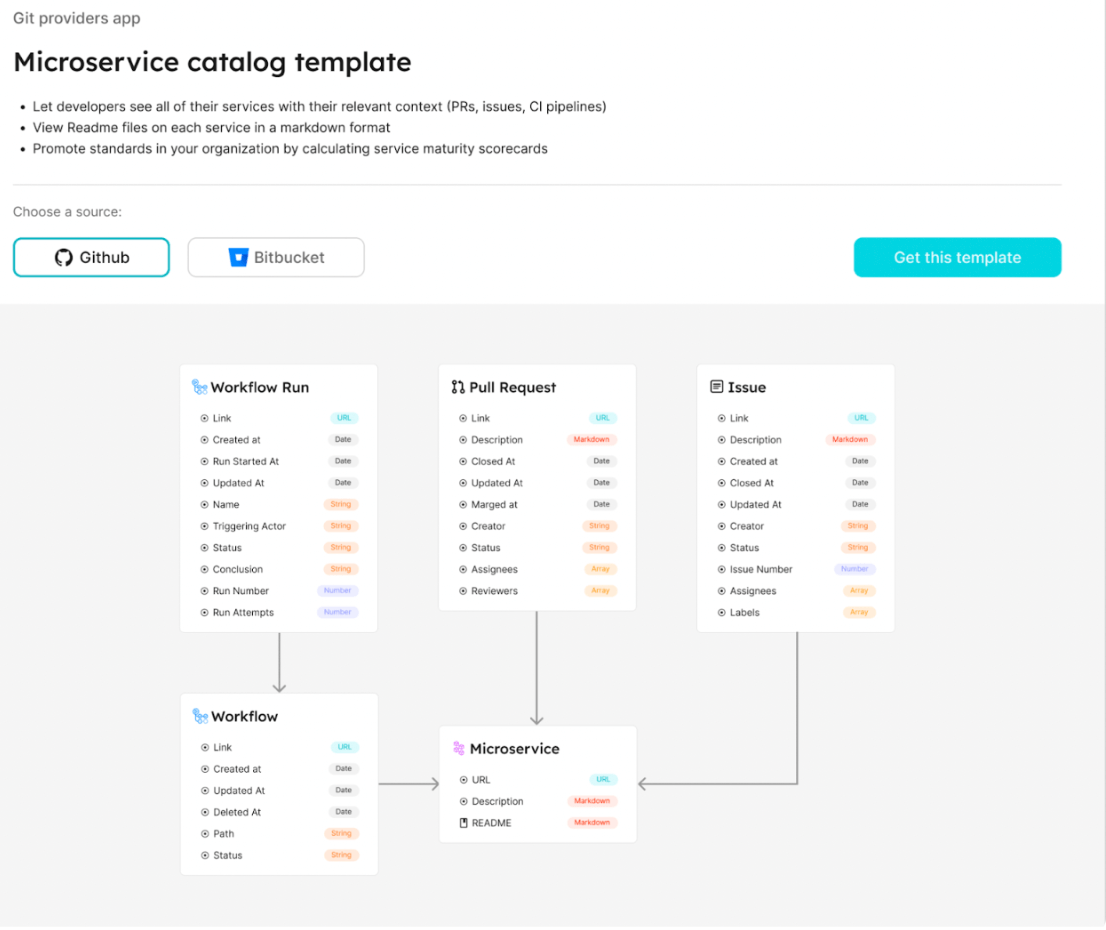 Git providers app
Microservice catalog template
• Let developers see all of their services with their relevant context (PRs, issues, CI pipelines)
• View Readme files on each service in a markdown format
• Promote standards in your organization by calculating service maturity scorecards
Choose a source:
Github
Bitbucket
Get this template
Workflow Run
Link URL
Created at Date
Run Started At Date
Updated At Date
Name String
Triggering Actor String
Status String
Conclusion String
Run Number Number
Run Attempts Number
Pull Request
Link URL
Description Markdown
Closed At Date
Updated At Date
Marged at Date
Creator String
Status String
Assignees Array
Reviewers Array
Issue
Link URL
Description Markdown
Created at Date
Closed At Date
Updated At Date
Creator String
Status String
Issue Number Number
Assignees Array
Labels Array
Workflow
Link URL
Created at Date
Updated At Date
Deleted At Date
Path String
Status String
Microservice
URL URL
Description Markdown
README Markdown